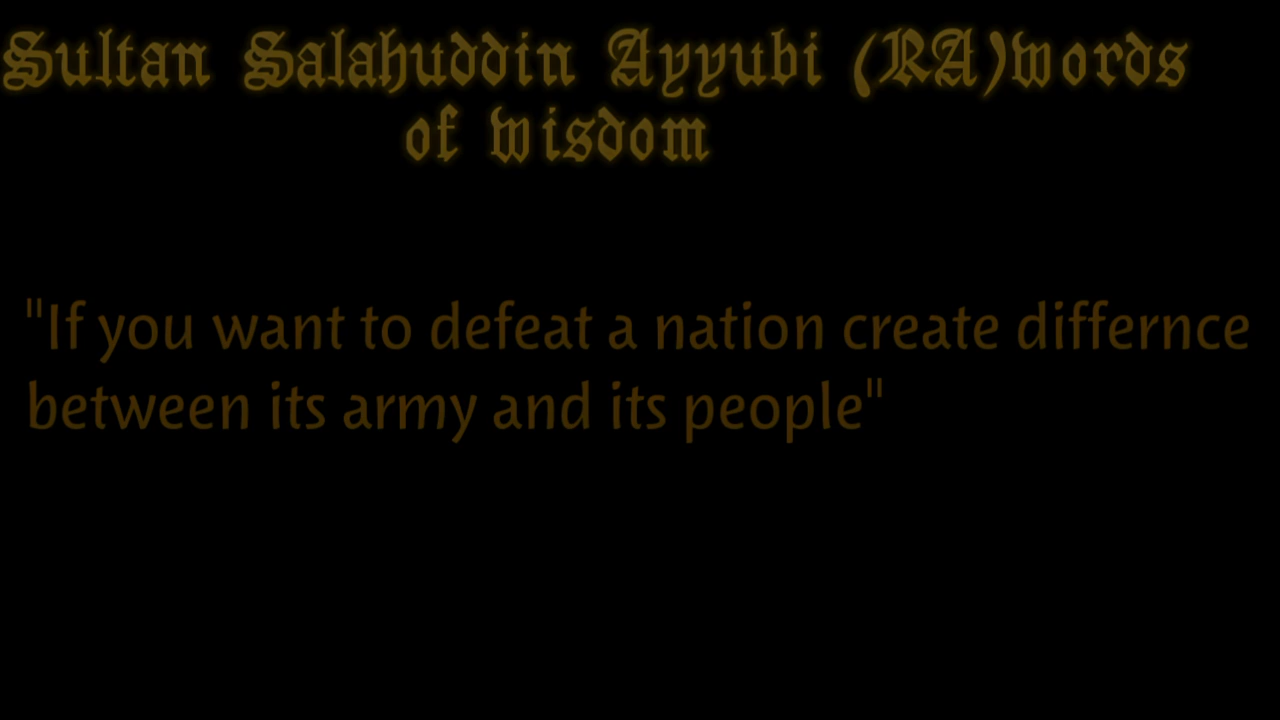 Sultan Salahuddin Ayyubi (RA)words
of wisdom
"If you want to defeat a nation create differnce
between its army and its people"